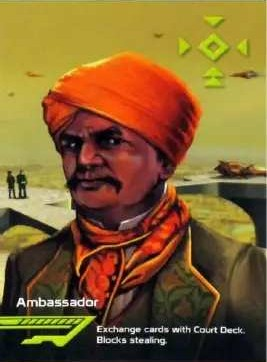 Ambassador
Exchange cards with Court Deck.
Blocks stealing.